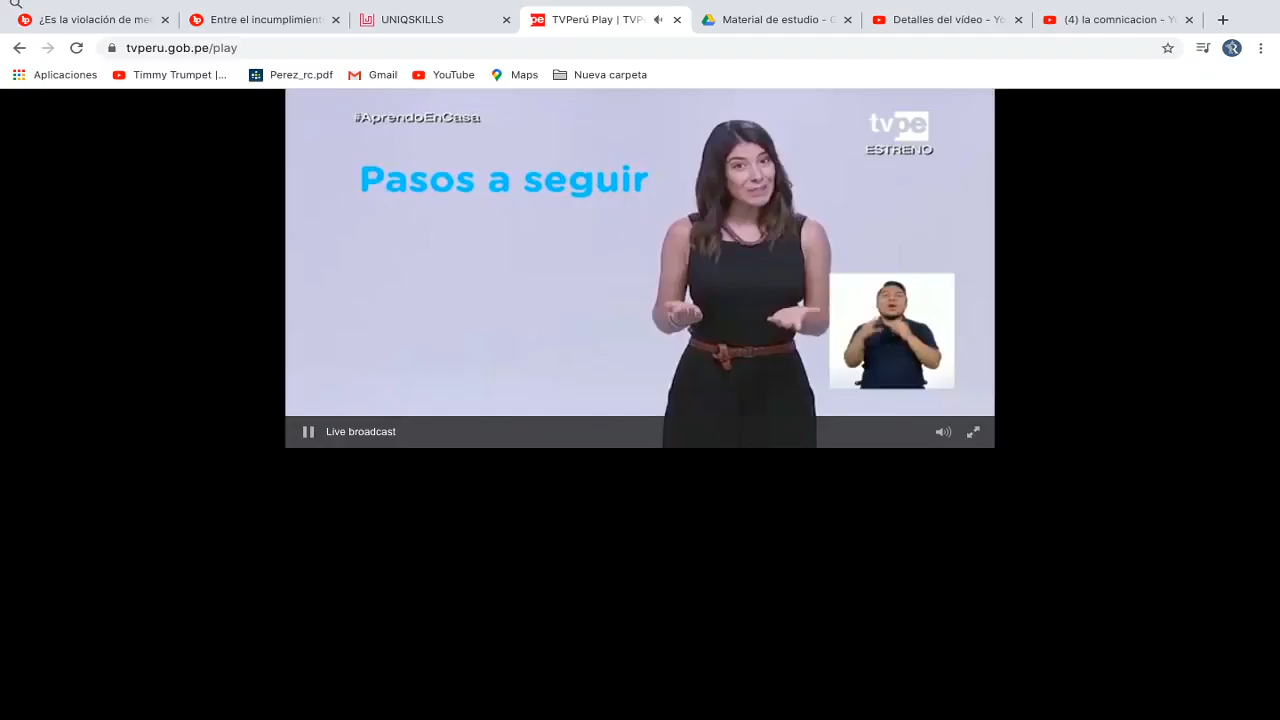 ¿Es la violación de me
Entre el incumplimient
UNIQSKILLS
TVPerú Play | TVP
Material de estudio - G
Detalles del vídeo - Yo
(4) la comnicacion - Yu
tvperu.gob.pe/play
Aplicaciones
Timmy Trumpet |...
Perez_rc.pdf
Gmail
YouTube
Maps
Nueva carpeta
#AprendoEnCasa
tvpe
ESTRENO
Pasos a seguir
Live broadcast